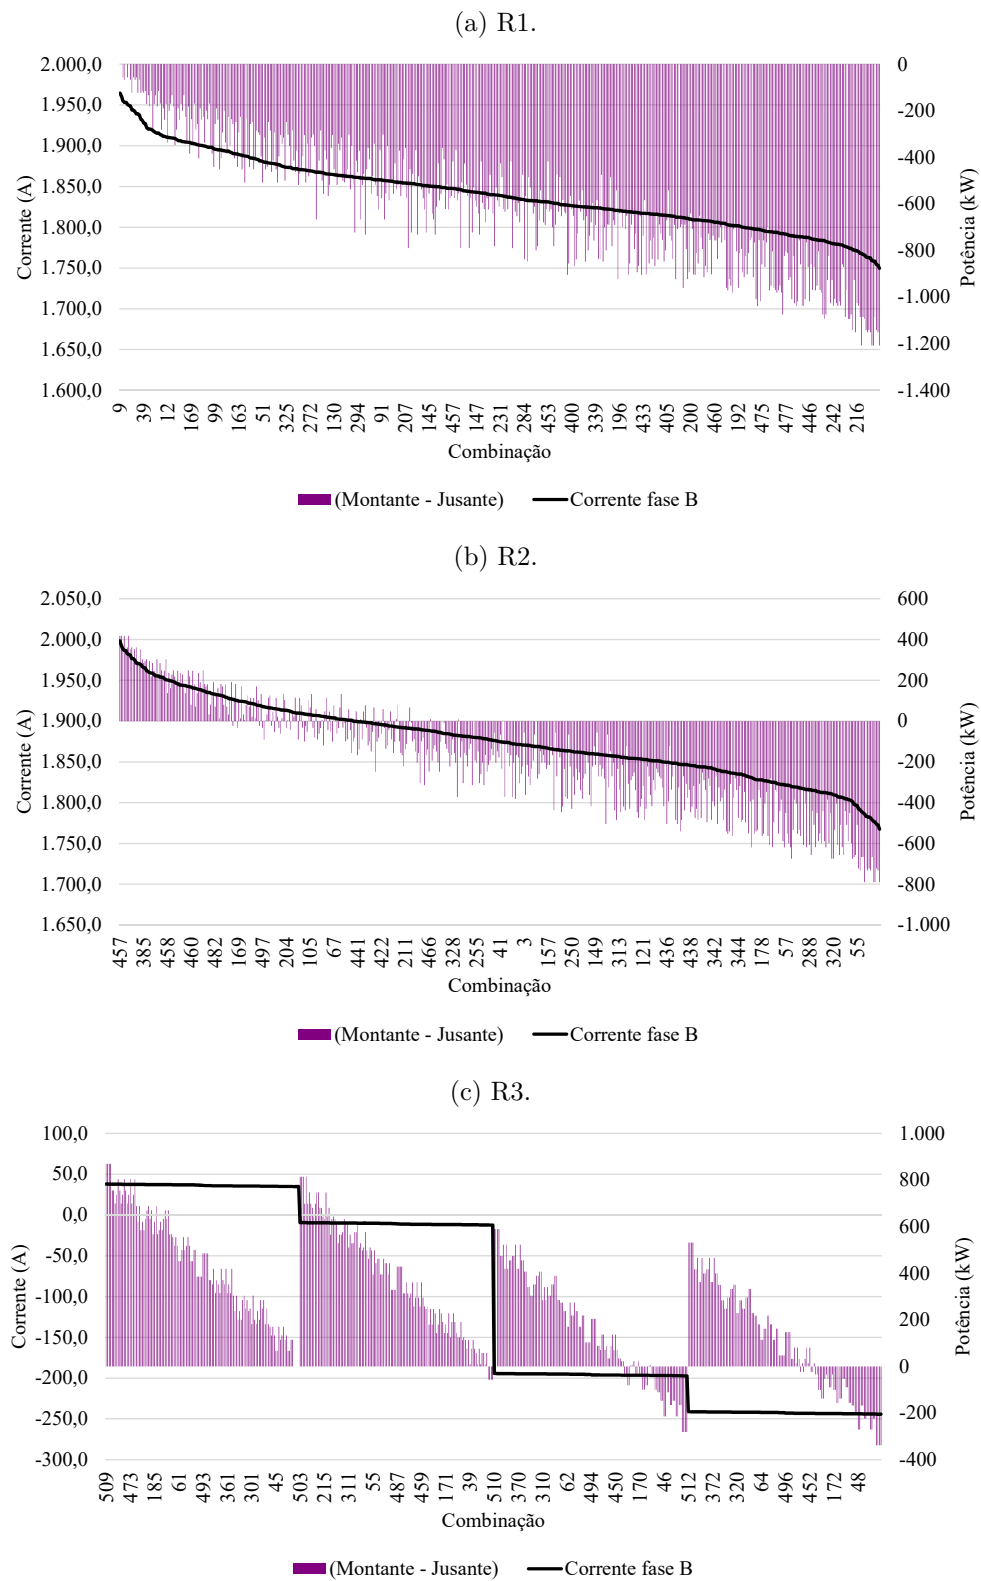 (a) R1.
2.000,0
1.950,0
1.900,0
1.850,0
1.800,0
1.750,0
1.700,0
1.650,0
1.600,0
Corrente (A)
0
-200
-400
-600
-800
-1.000
-1.200
-1.400
Potência (kW)
9 39 12 169 99 163 51 325 272 130 294 91 207 145 457 147 231 284 453 400 339 196 433 405 200 460 192 475 477 446 242 216
Combinação
(Montante - Jusante) Corrente fase B
(b) R2.
2.050,0
2.000,0
1.950,0
1.900,0
1.850,0
1.800,0
1.750,0
1.700,0
1.650,0
Corrente (A)
600
400
200
0
-200
-400
-600
-800
-1.000
Potência (kW)
457 385 458 460 482 169 497 204 105 67 441 422 211 466 328 255 41 3 157 250 149 313 121 436 438 342 344 178 57 288 320 55
Combinação
(Montante - Jusante) Corrente fase B
(c) R3.
100,0
50,0
0,0
-50,0
-100,0
-150,0
-200,0
-250,0
-300,0
Corrente (A)
1.000
800
600
400
200
0
-200
-400
Potência (kW)
509 473 185 61 493 361 301 45 503 215 311 55 487 459 171 39 510 370 310 62 494 450 170 46 512 372 320 64 496 452 172 48
Combinação
(Montante - Jusante) Corrente fase B